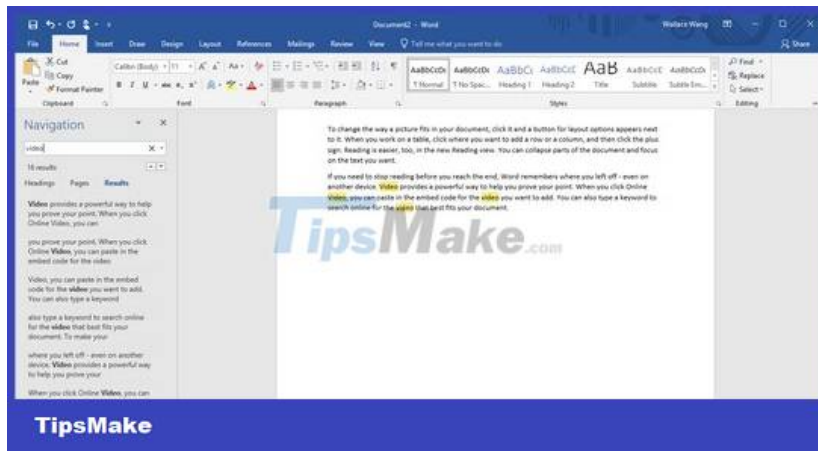 Document2 - Word
Wallace Wang
File Home Insert Draw Design Layout References Mailings Review View Tell me what you want to do
Share
Cut
Copy
Paste
Format Painter
Clipboard
Calibri (Body) 11
Font
Paragraph
AaBbCcDc AaBbCcDc AaBbCc AaBbCcC AaB AaBbCcC AaBbCcDc
¶ Normal ¶ No Spac... Heading 1 Heading 2 Title Subtitle Subtle Em...
Styles
Find
Replace
Select
Editing
Navigation
video
16 results
Headings Pages Results
Video provides a powerful way to help
you prove your point. When you click
Online Video, you can
you prove your point. When you click
Online Video, you can paste in the
embed code for the video
Video, you can paste in the embed
code for the video you want to add.
You can also type a keyword
also type a keyword to search online
for the video that best fits your
document. To make your
where you left off - even on another
device. Video provides a powerful way
to help you prove your
When you click Online Video, you can
To change the way a picture fits in your document, click it and a button for layout options appears next
to it. When you work on a table, click where you want to add a row or a column, and then click the plus
sign. Reading is easier, too, in the new Reading view. You can collapse parts of the document and focus
on the text you want.
If you need to stop reading before you reach the end, Word remembers where you left off - even on
another device. Video provides a powerful way to help you prove your point. When you click Online
Video, you can paste in the embed code for the video you want to add. You can also type a keyword to
search online for the video that best fits your document.
TipsMake.com
TipsMake